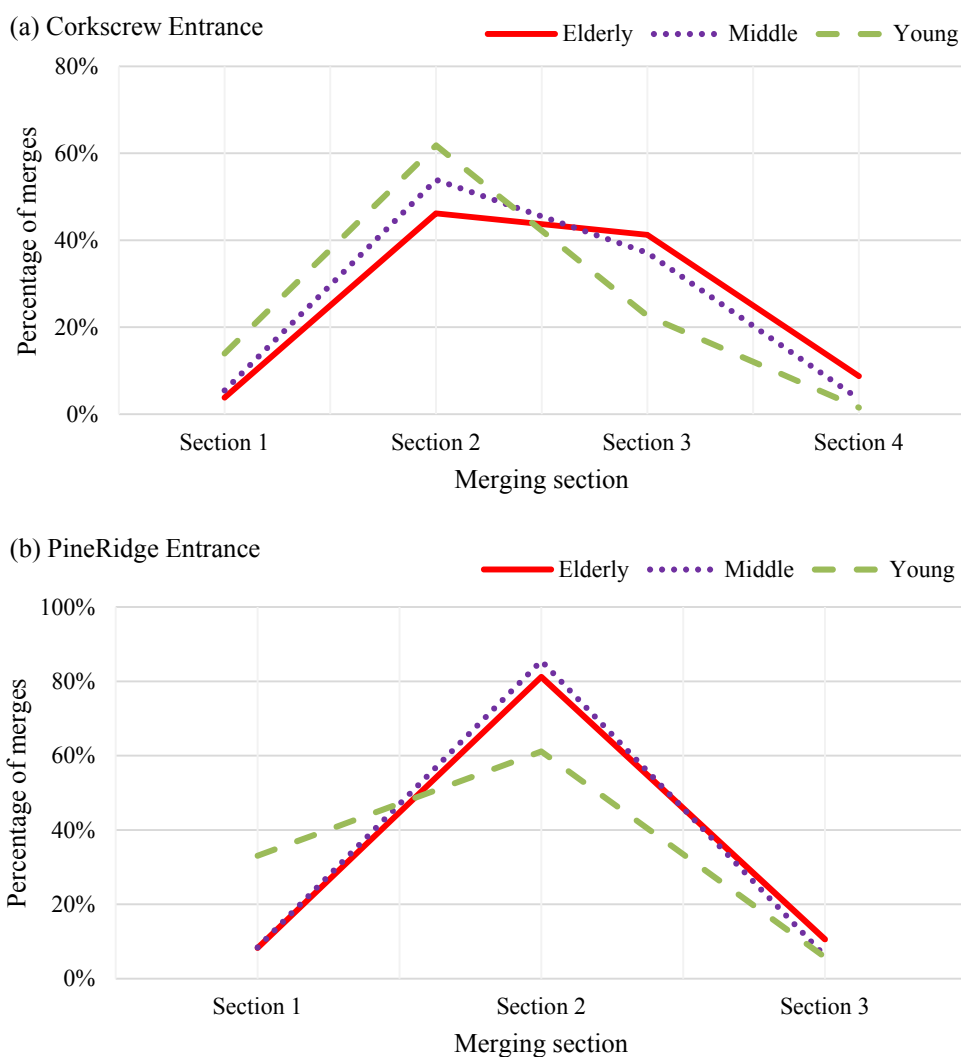 (a) Corkscrew Entrance
Elderly Middle Young
80%
60%
40%
20%
0%
Percentage of merges
Section 1 Section 2 Section 3 Section 4
Merging section
(b) PineRidge Entrance
Elderly Middle Young
100%
80%
60%
40%
20%
0%
Percentage of merges
Section 1 Section 2 Section 3
Merging section